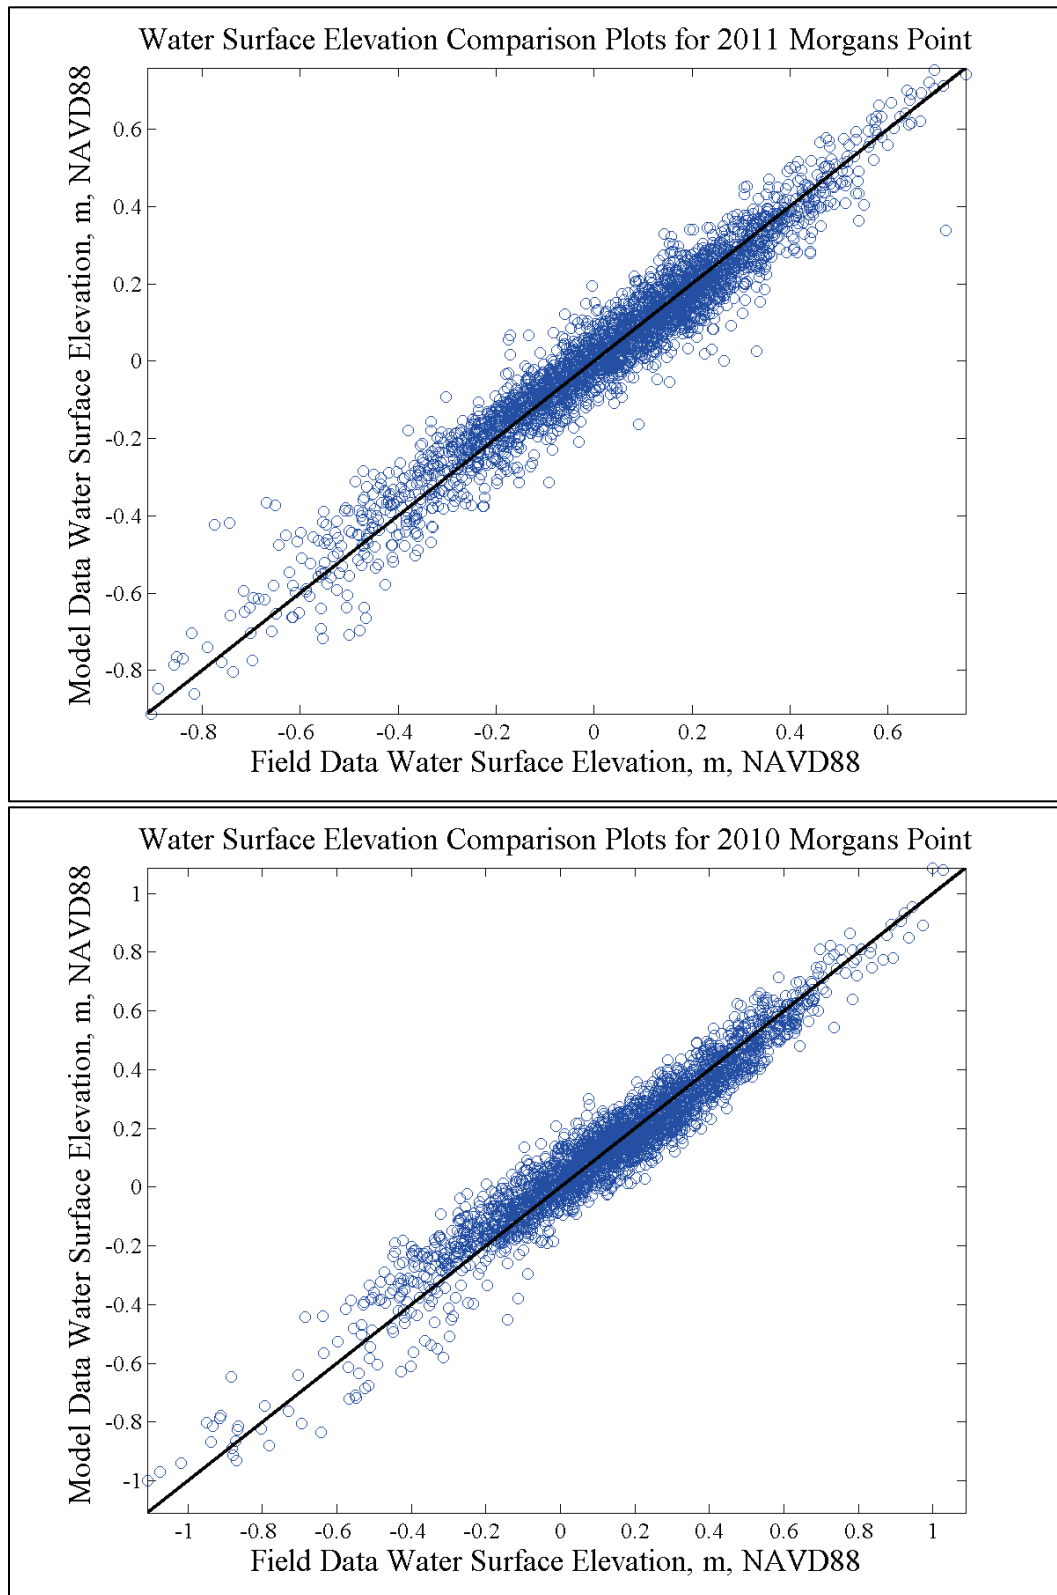 Water Surface Elevation Comparison Plots for 2011 Morgans Point
Model Data Water Surface Elevation, m, NAVD88
0.6
0.4
0.2
0
-0.2
-0.4
-0.6
-0.8
-0.8 -0.6 -0.4 -0.2 0 0.2 0.4 0.6
Field Data Water Surface Elevation, m, NAVD88
Water Surface Elevation Comparison Plots for 2010 Morgans Point
Model Data Water Surface Elevation, m, NAVD88
1
0.8
0.6
0.4
0.2
0
-0.2
-0.4
-0.6
-0.8
-1
-1 -0.8 -0.6 -0.4 -0.2 0 0.2 0.4 0.6 0.8 1
Field Data Water Surface Elevation, m, NAVD88